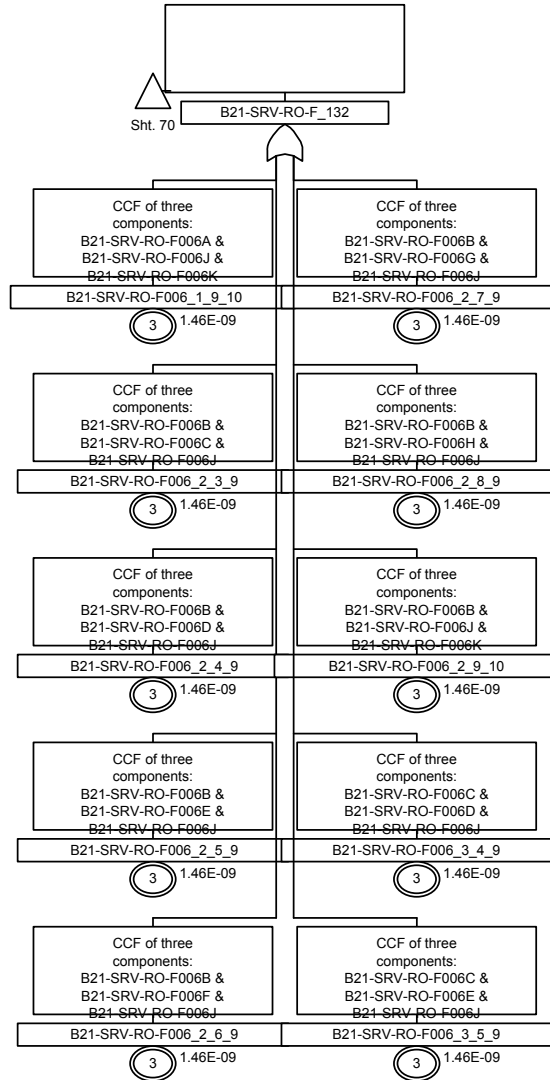 Sht. 70
B21-SRV-RO-F_132
CCF of three
components:
B21-SRV-RO-F006A &
B21-SRV-RO-F006J &
B21-SRV-RO-F006K
B21-SRV-RO-F006_1_9_10
3
1.46E-09
CCF of three
components:
B21-SRV-RO-F006B &
B21-SRV-RO-F006G &
B21-SRV-RO-F006J
B21-SRV-RO-F006_2_7_9
3
1.46E-09
CCF of three
components:
B21-SRV-RO-F006B &
B21-SRV-RO-F006C &
B21-SRV-RO-F006J
B21-SRV-RO-F006_2_3_9
3
1.46E-09
CCF of three
components:
B21-SRV-RO-F006B &
B21-SRV-RO-F006H &
B21-SRV-RO-F006J
B21-SRV-RO-F006_2_8_9
3
1.46E-09
CCF of three
components:
B21-SRV-RO-F006B &
B21-SRV-RO-F006D &
B21-SRV-RO-F006J
B21-SRV-RO-F006_2_4_9
3
1.46E-09
CCF of three
components:
B21-SRV-RO-F006B &
B21-SRV-RO-F006J &
B21-SRV-RO-F006K
B21-SRV-RO-F006_2_9_10
3
1.46E-09
CCF of three
components:
B21-SRV-RO-F006B &
B21-SRV-RO-F006E &
B21-SRV-RO-F006J
B21-SRV-RO-F006_2_5_9
3
1.46E-09
CCF of three
components:
B21-SRV-RO-F006C &
B21-SRV-RO-F006D &
B21-SRV-RO-F006J
B21-SRV-RO-F006_3_4_9
3
1.46E-09
CCF of three
components:
B21-SRV-RO-F006B &
B21-SRV-RO-F006F &
B21-SRV-RO-F006J
B21-SRV-RO-F006_2_6_9
3
1.46E-09
CCF of three
components:
B21-SRV-RO-F006C &
B21-SRV-RO-F006E &
B21-SRV-RO-F006J
B21-SRV-RO-F006_3_5_9
3
1.46E-09